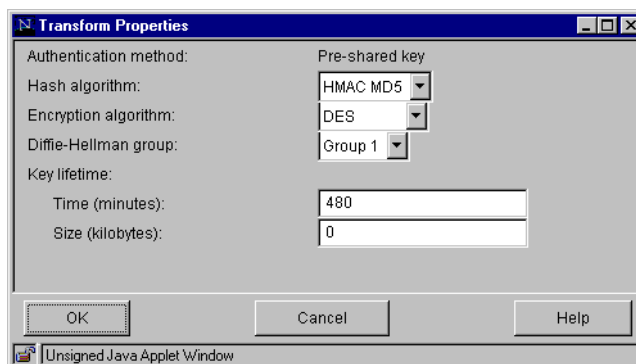 Transform Properties
Authentication method: Pre-shared key
Hash algorithm: HMAC MD5
Encryption algorithm: DES
Diffie-Hellman group: Group 1
Key lifetime:
Time (minutes): 480
Size (kilobytes): 0
OK Cancel Help
Unsigned Java Applet Window